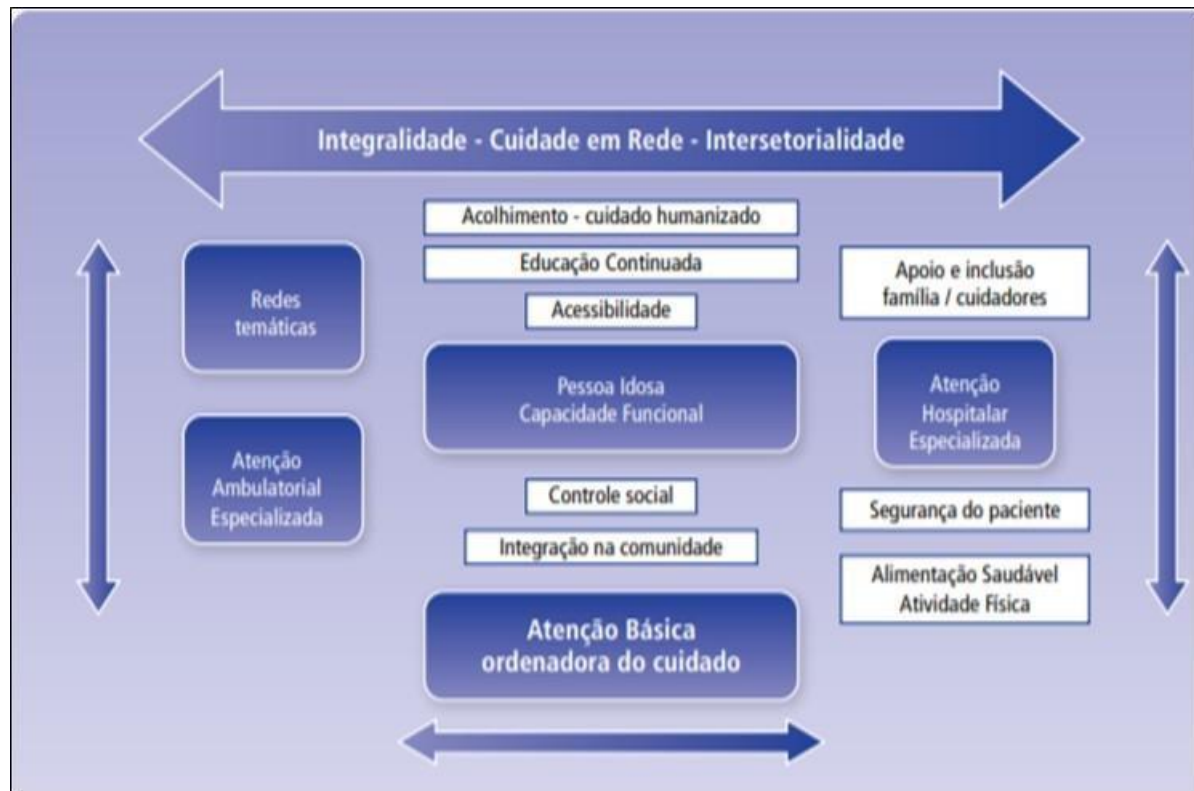 Integralidade - Cuidade em Rede - Intersetorialidade
Acolhimento - cuidado humanizado
Educação Continuada
Acessibilidade
Redes
temáticas
Pessoa Idosa
Capacidade Funcional
Apoio e inclusão
família / cuidadores
Atenção
Hospitalar
Especializada
Atenção
Ambulatorial
Especializada
Controle social
Integração na comunidade
Segurança do paciente
Alimentação Saudável
Atividade Física
Atenção Básica
ordenadora do cuidado